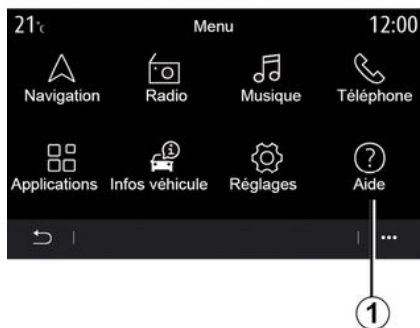 21°c Menu 12:00
Navigation Radio Musique Téléphone
Applications Infos véhicule Réglages Aide
1